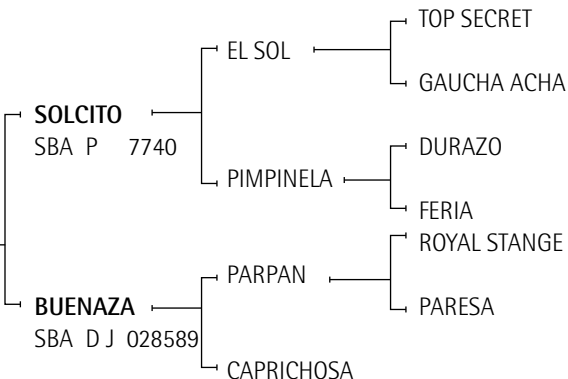 TOP SECRET
EL SOL
GAUCHA ACHA
SOLCITO
SBA P 7740
DURAZO
PIMPINELA
FERIA
ROYAL STANGE
PARPAN
BUENAZA
PARESA
SBA D J 028589
CAPRICHOSA